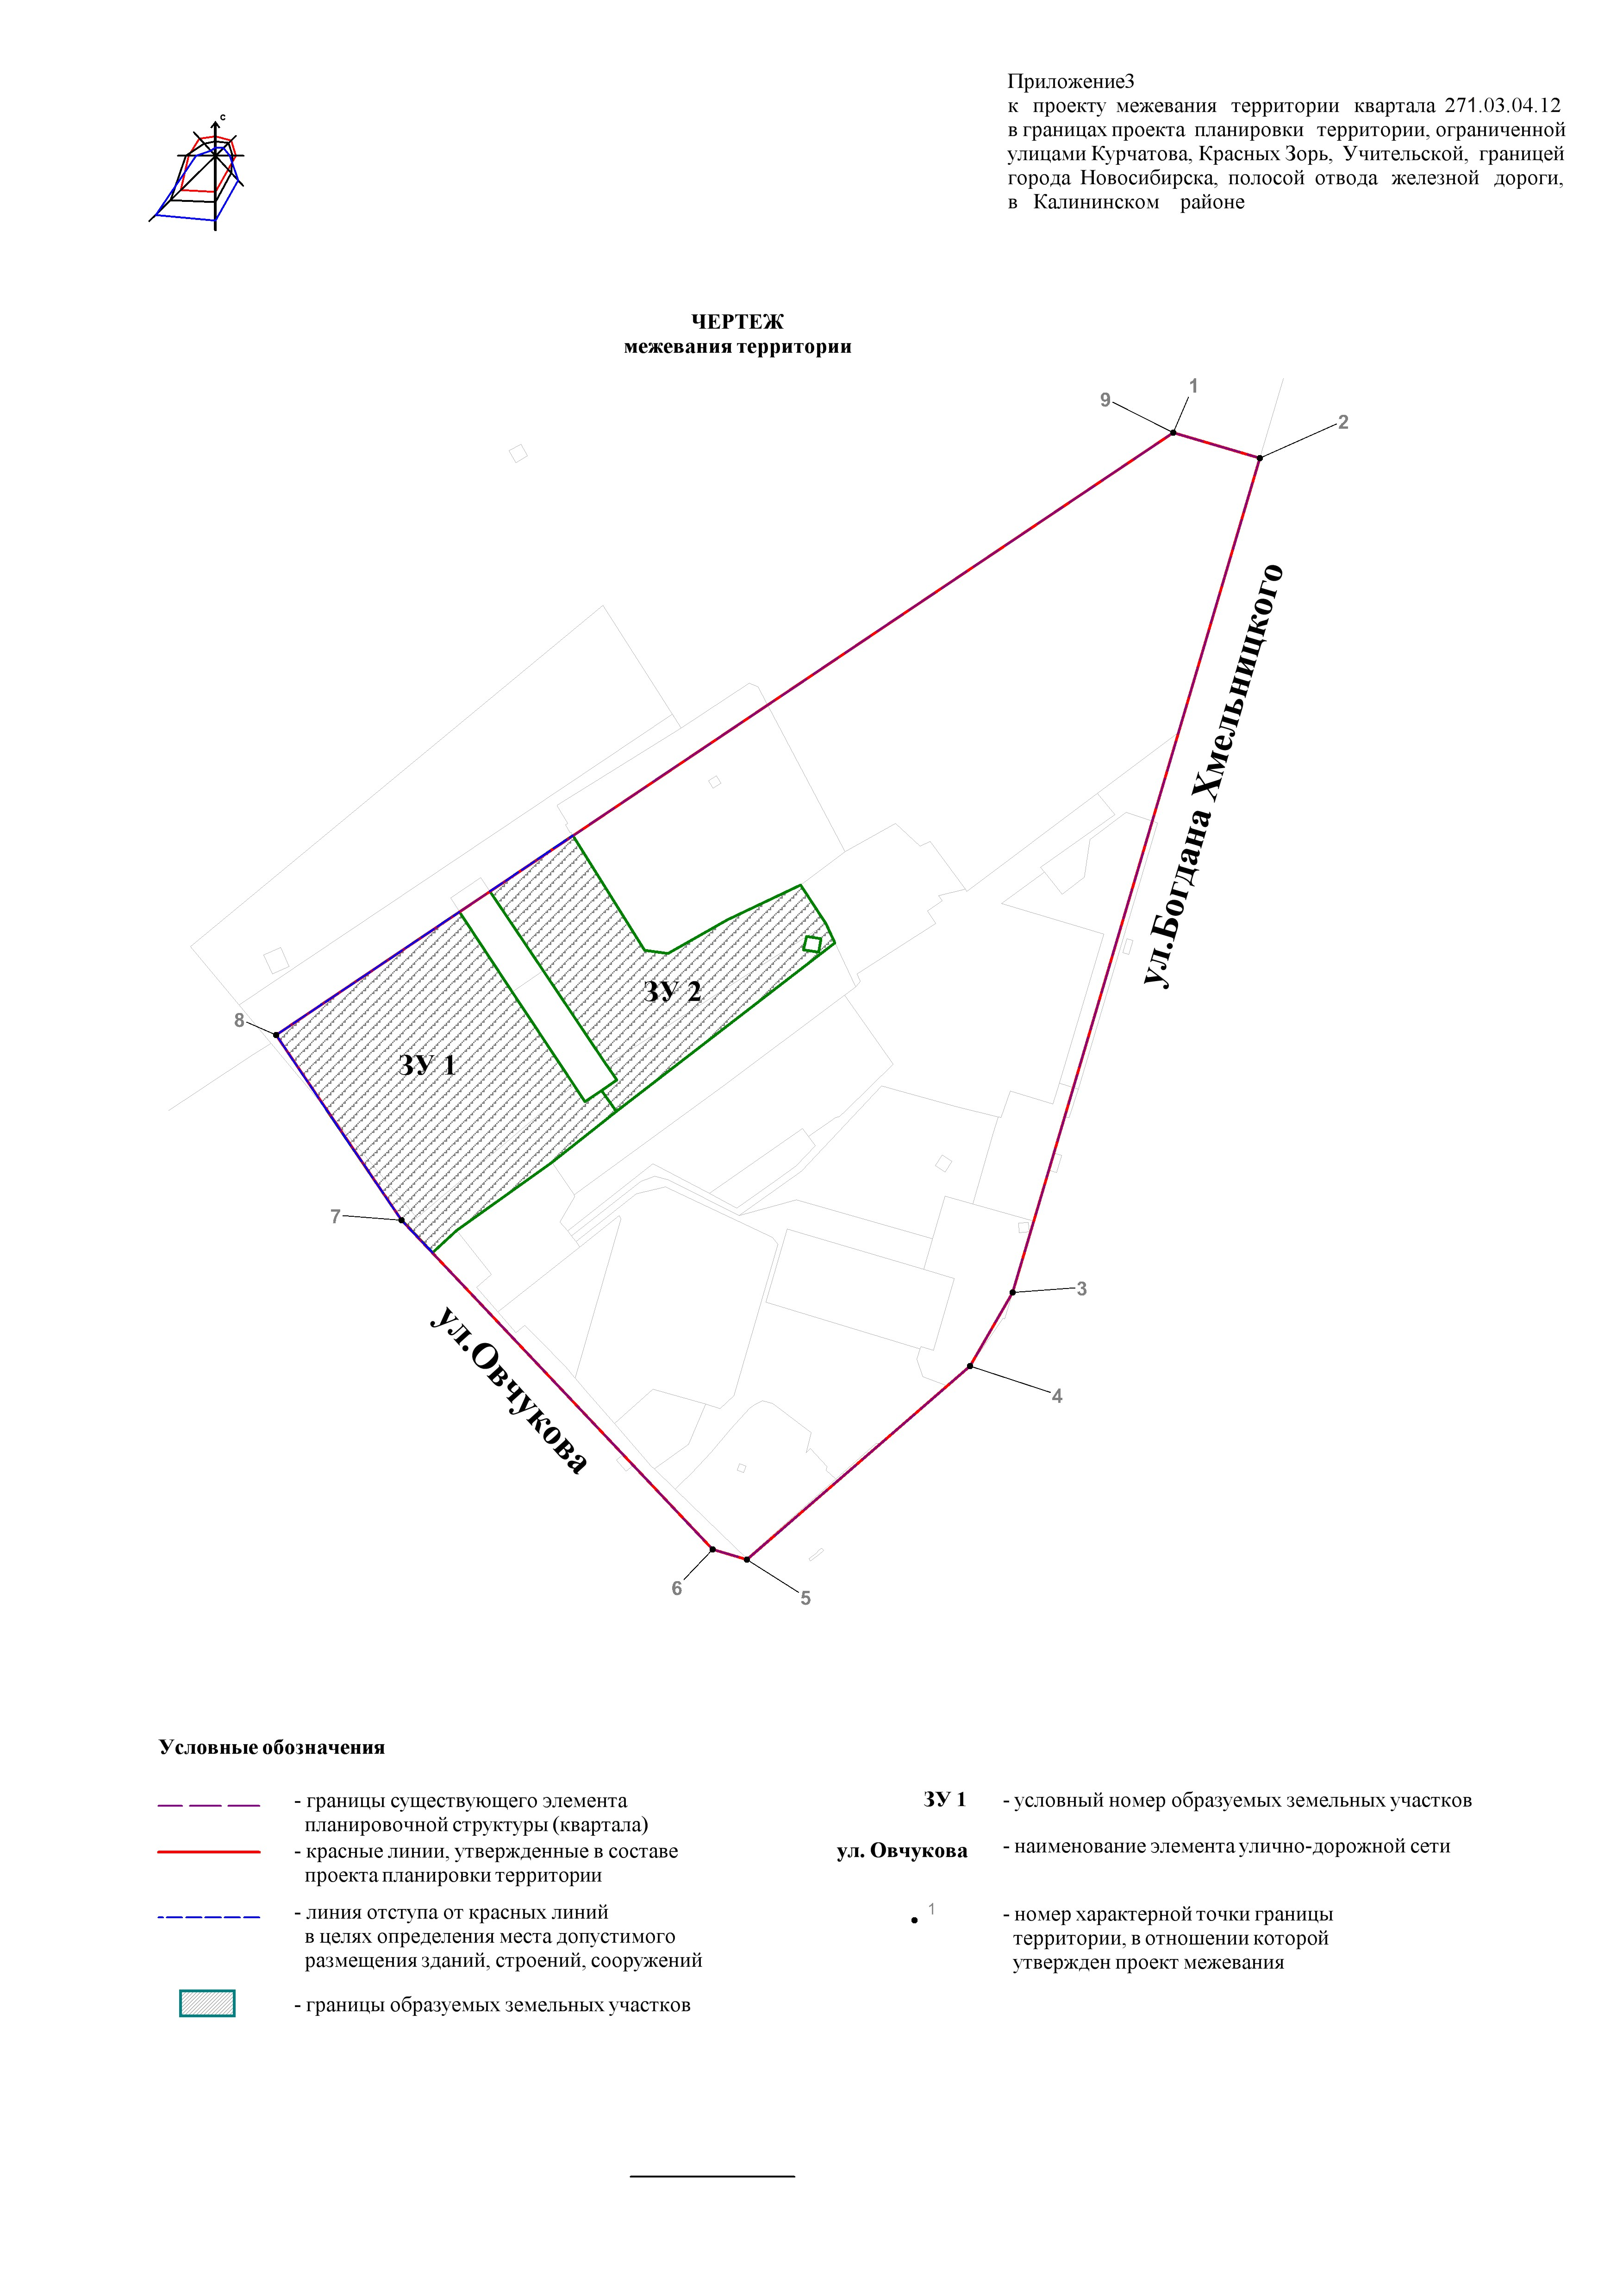 Приложение3
к проекту межевания территории квартала 271.03.04.12
в границах проекта планировки территории, ограниченной
улицами Курчатова, Красных Зорь, Учительской, границей
города Новосибирска, полосой отвода железной дороги,
в Калининском районе
с
ЧЕРТЕЖ
межевания территории
1
9
2
ул.Богдана Хмельницкого
ЗУ 2
8
ЗУ 1
7
3
ул.Овчукова
4
6
5
Условные обозначения
- границы существующего элемента
планировочной структуры (квартала)
- красные линии, утвержденные в составе
проекта планировки территории
- линия отступа от красных линий
в целях определения места допустимого
размещения зданий, строений, сооружений
- границы образуемых земельных участков
ЗУ 1
- условный номер образуемых земельных участков
ул. Овчукова
- наименование элемента улично-дорожной сети
1
- номер характерной точки границы
территории, в отношении которой
утвержден проект межевания